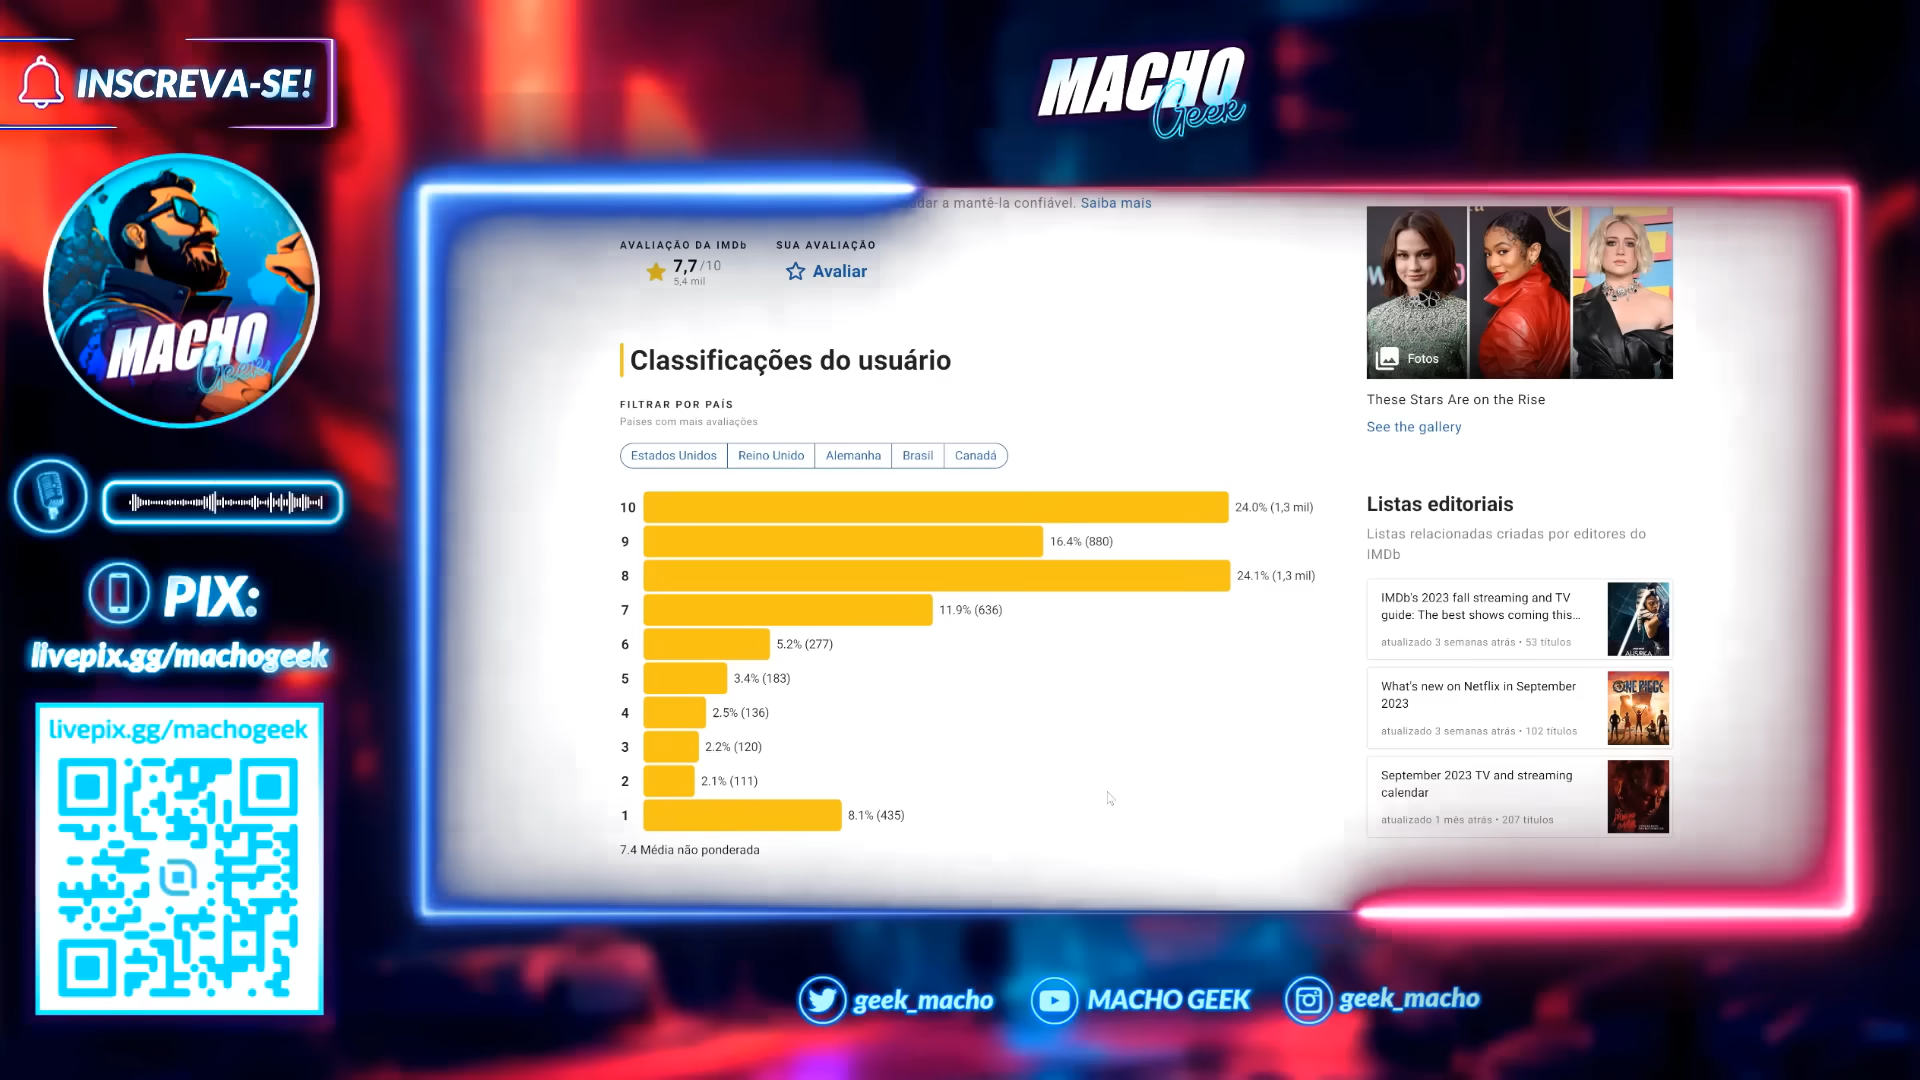 INSCREVA-SE!
MACHO
Geek
MACHO
Geek
PIX:
livepix.gg/machogeek
livepix.gg/machogeek
dar a mantê-la confiável. Saiba mais
AVALIAÇÃO DA IMDb
7,7/10
5,4 mil
SUA AVALIAÇÃO
Avaliar
Classificações do usuário
FILTRAR POR PAÍS
Países com mais avaliações
Estados Unidos
Reino Unido
Alemanha
Brasil
Canadá
10 24.0% (1,3 mil)
9 16.4% (880)
8 24.1% (1,3 mil)
7 11.9% (636)
6 5.2% (277)
5 3.4% (183)
4 2.5% (136)
3 2.2% (120)
2 2.1% (111)
1 8.1% (435)
7.4 Média não ponderada
Fotos
These Stars Are on the Rise
See the gallery
Listas editoriais
Listas relacionadas criadas por editores do
IMDb
IMDb's 2023 fall streaming and TV
guide: The best shows coming this...
atualizado 3 semanas atrás • 53 títulos
AHSOKA
What's new on Netflix in September
2023
atualizado 3 semanas atrás • 102 títulos
ONE PIECE
September 2023 TV and streaming
calendar
atualizado 1 mês atrás • 207 títulos
geek_macho
MACHO GEEK
geek_macho